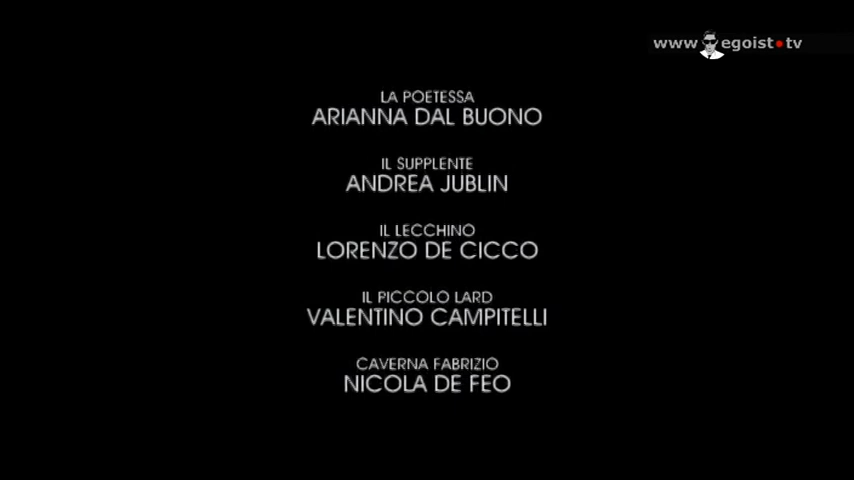 www.egoist.tv
LA POETESSA
ARIANNA DAL BUONO
IL SUPPLENTE
ANDREA JUBLIN
IL LECCHINO
LORENZO DE CICCO
IL PICCOLO LARD
VALENTINO CAMPITELLI
CAVERNA FABRIZIO
NICOLA DE FEO